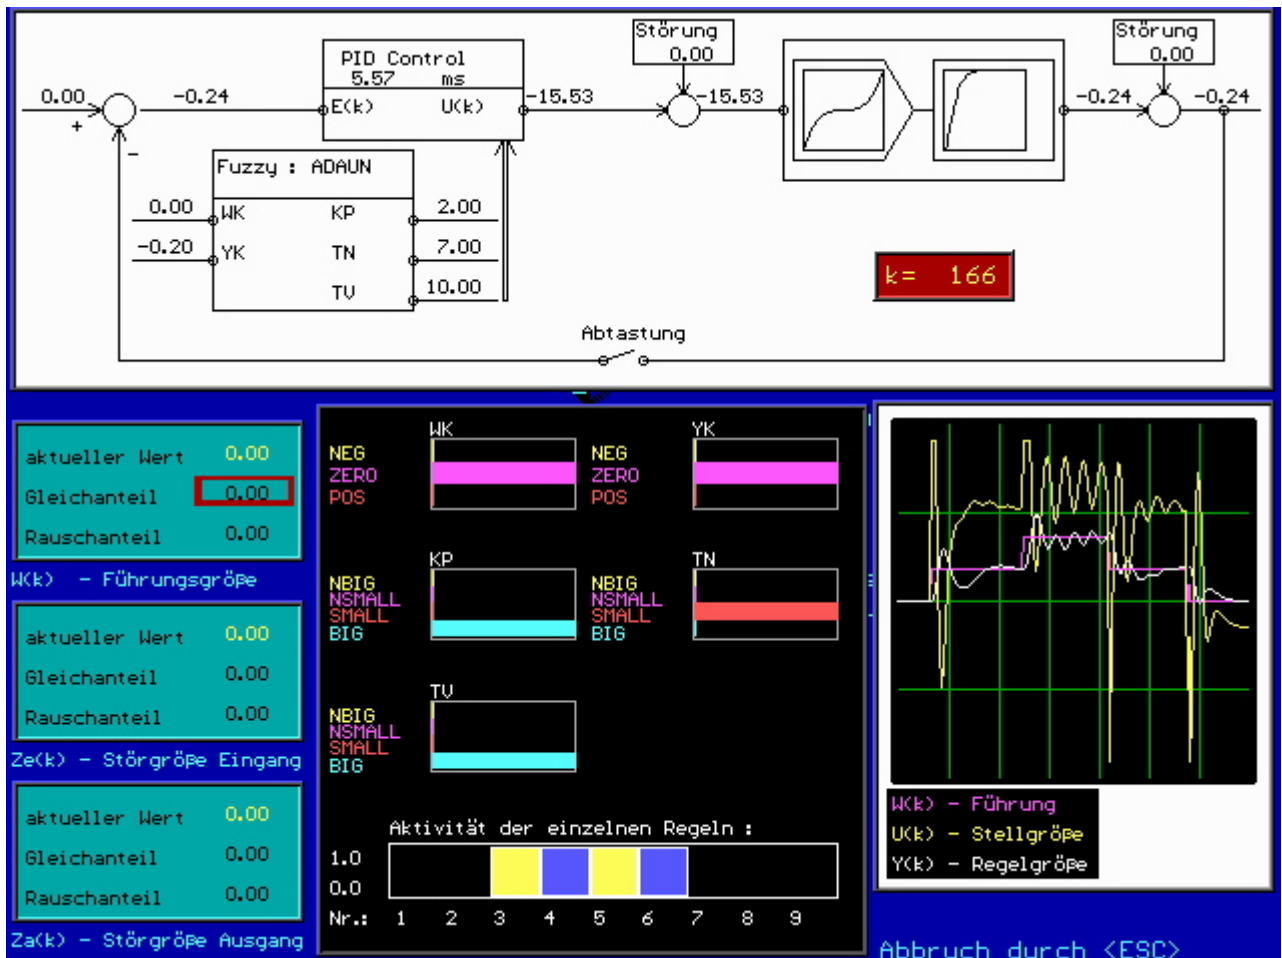 Störung
0.00
Störung
0.00
PID Control
5.57 ms
0.00
-0.24
E(k) U(k)
-15.53
-15.53
-0.24
-0.24
+
-
Fuzzy : ADAUN
0.00 WK KP 2.00
-0.20 YK TN 7.00
TV 10.00
k= 166
Abtastung
aktueller Wert 0.00
Gleichanteil 0.00
Rauschanteil 0.00
W(k) - Führungsgröße
aktueller Wert 0.00
Gleichanteil 0.00
Rauschanteil 0.00
Ze(k) - Störgröße Eingang
aktueller Wert 0.00
Gleichanteil 0.00
Rauschanteil 0.00
Za(k) - Störgröße Ausgang
WK
NEG
ZERO
POS
YK
NEG
ZERO
POS
KP
NBIG
NSMALL
SMALL
BIG
TN
NBIG
NSMALL
SMALL
BIG
TV
NBIG
NSMALL
SMALL
BIG
Aktivität der einzelnen Regeln :
1.0
0.0
Nr.: 1 2 3 4 5 6 7 8 9
W(k) - Führung
U(k) - Stellgröße
Y(k) - Regelgröße
Abbruch durch <ESC>